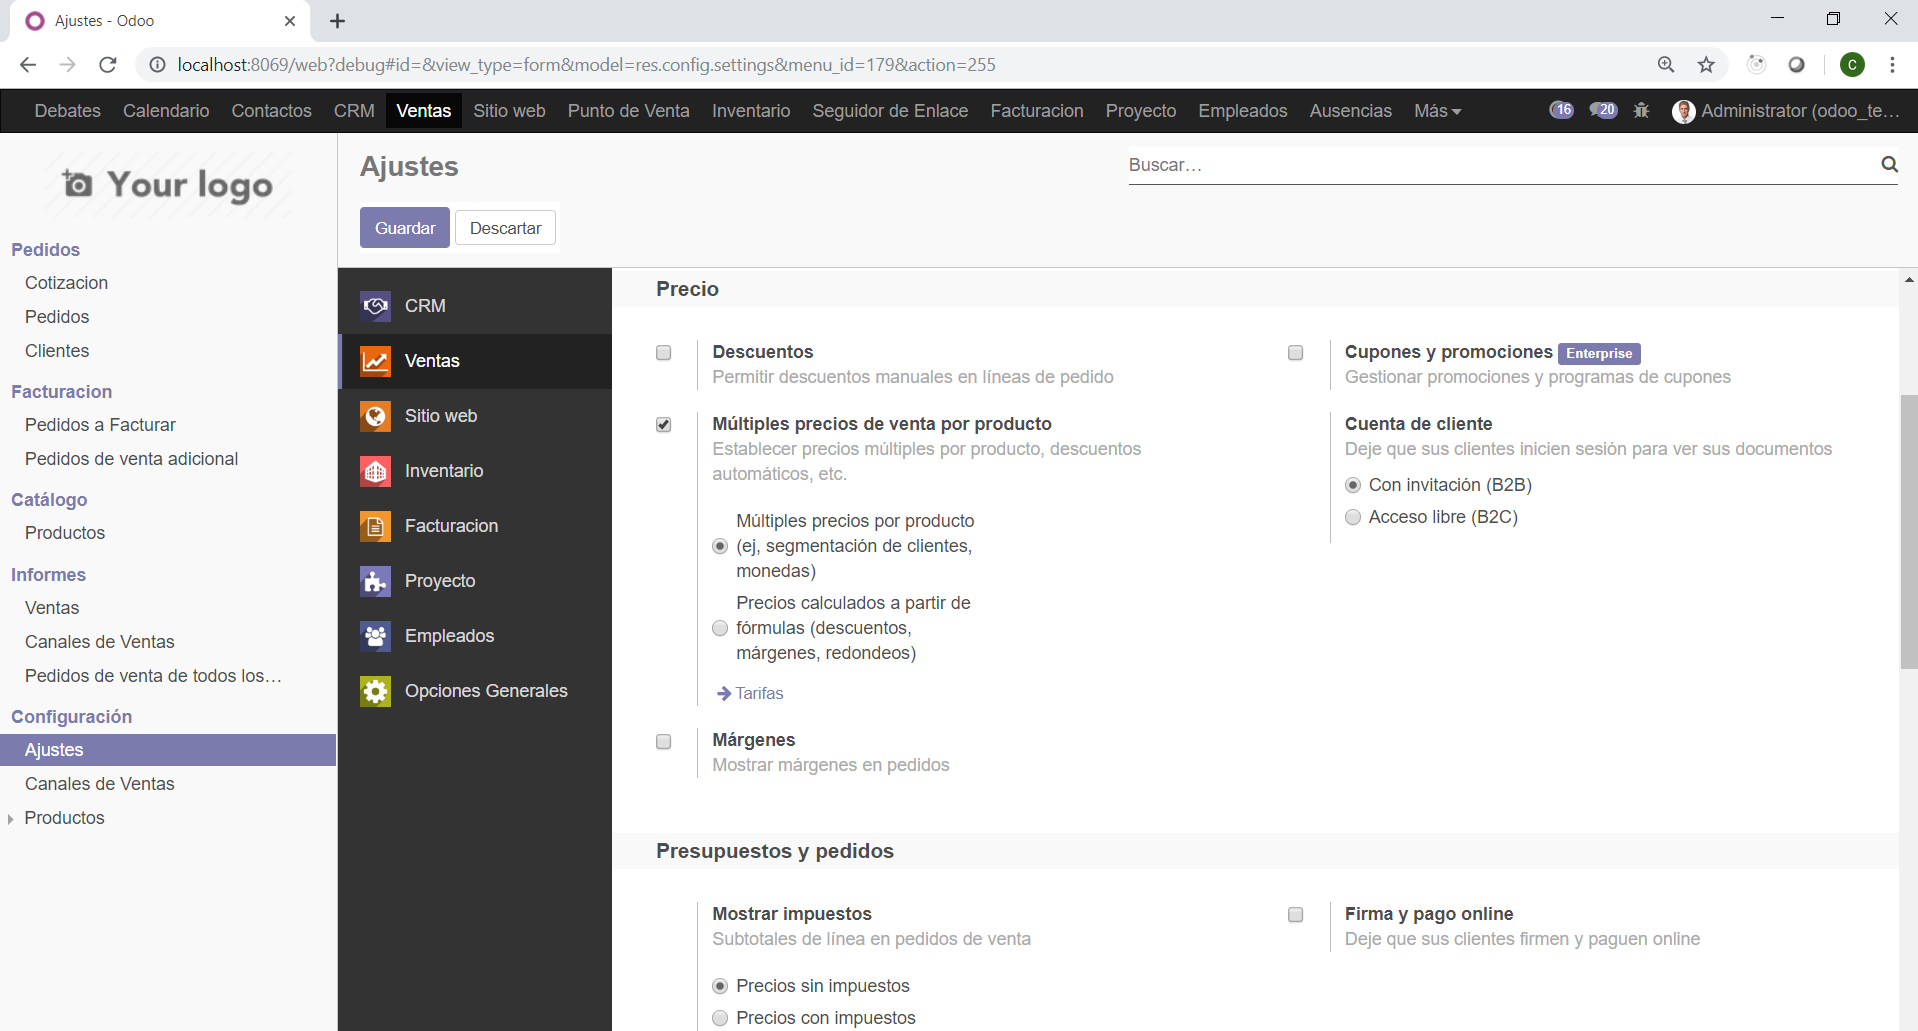 Ajustes - Odoo
localhost:8069/web?debug#id=&view_type=form&model=res.config.settings&menu_id=179&action=255
C
Debates Calendario Contactos CRM Ventas Sitio web Punto de Venta Inventario Seguidor de Enlace Facturacion Proyecto Empleados Ausencias Más 16 20 Administrator (odoo_te...
Your logo
Pedidos
Cotizacion
Pedidos
Clientes
Facturacion
Pedidos a Facturar
Pedidos de venta adicional
Catálogo
Productos
Informes
Ventas
Canales de Ventas
Pedidos de venta de todos los...
Configuración
Ajustes
Canales de Ventas
Productos
Ajustes
Buscar...
Guardar Descartar
CRM
Ventas
Sitio web
Inventario
Facturacion
Proyecto
Empleados
Opciones Generales
Precio
Descuentos
Permitir descuentos manuales en líneas de pedido
Cupones y promociones Enterprise
Gestionar promociones y programas de cupones
Múltiples precios de venta por producto
Establecer precios múltiples por producto, descuentos
automáticos, etc.
Múltiples precios por producto
(ej, segmentación de clientes,
monedas)
Precios calculados a partir de
fórmulas (descuentos,
márgenes, redondeos)
Tarifas
Cuenta de cliente
Deje que sus clientes inicien sesión para ver sus documentos
Con invitación (B2B)
Acceso libre (B2C)
Márgenes
Mostrar márgenes en pedidos
Presupuestos y pedidos
Mostrar impuestos
Subtotales de línea en pedidos de venta
Precios sin impuestos
Precios con impuestos
Firma y pago online
Deje que sus clientes firmen y paguen online